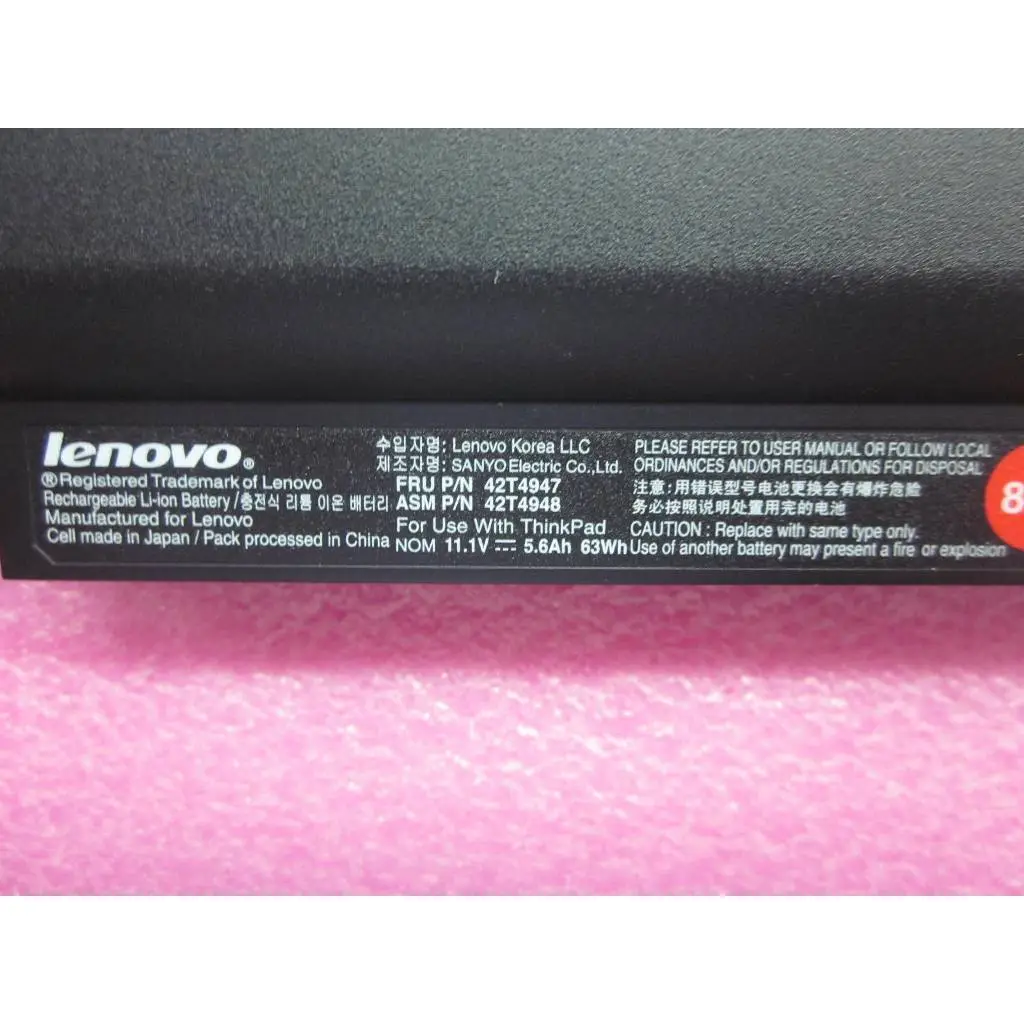 lenovo®
®Registered Trademark of Lenovo
Rechargeable Li-ion Battery / 충전식 리튬 이온 배터리
Manufactured for Lenovo
Cell made in Japan / Pack processed in China
수입자명: Lenovo Korea LLC
제조자명: SANYO Electric Co.,Ltd.
FRU P/N 42T4947
ASM P/N 42T4948
For Use With ThinkPad
NOM 11.1V ⎓ 5.6Ah 63Wh
PLEASE REFER TO USER MANUAL OR FOLLOW LOCAL
ORDINANCES AND/OR REGULATIONS FOR DISPOSAL
注意:用错误型号电池更换会有爆炸危险
务必按照说明处置用完的电池
CAUTION : Replace with same type only.
Use of another battery may present a fire or explosion
8